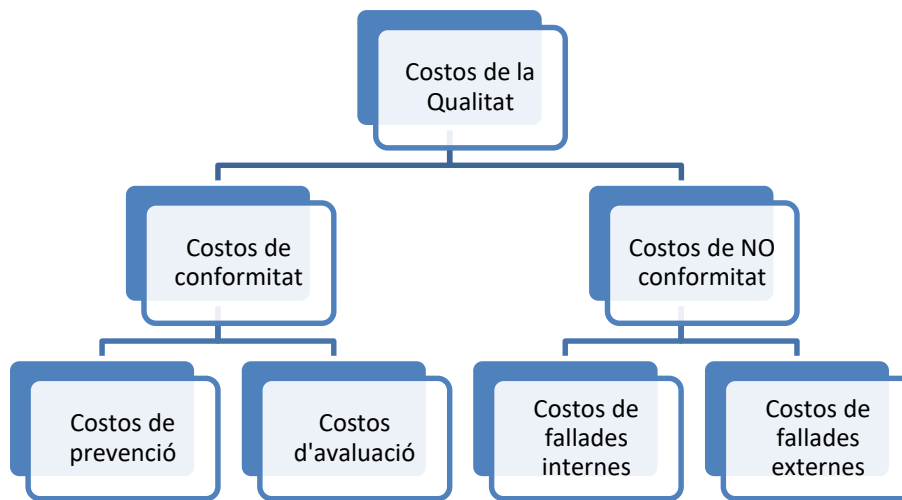 Costos de la
Qualitat
Costos de
conformitat
Costos de NO
conformitat
Costos de
prevenció
Costos
d'avaluació
Costos de
fallades
internes
Costos de
fallades
externes